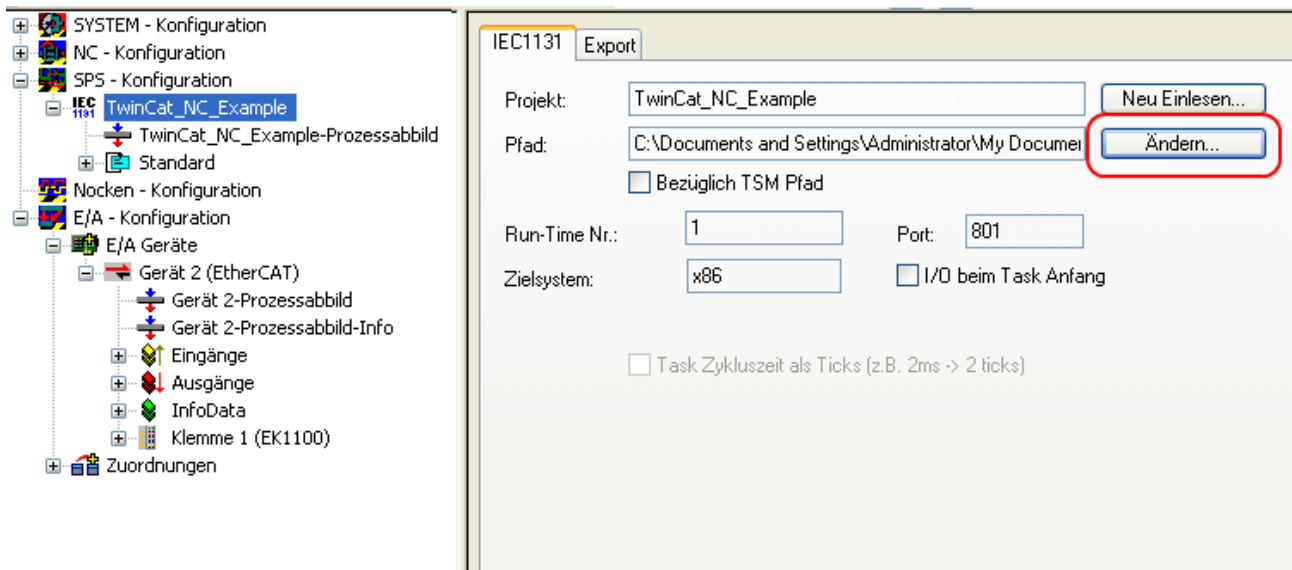 SYSTEM - Konfiguration
NC - Konfiguration
SPS - Konfiguration
IEC 1131 TwinCat_NC_Example
TwinCat_NC_Example-Prozessabbild
Standard
Nocken - Konfiguration
E/A - Konfiguration
E/A Geräte
Gerät 2 (EtherCAT)
Gerät 2-Prozessabbild
Gerät 2-Prozessabbild-Info
Eingänge
Ausgänge
InfoData
Klemme 1 (EK1100)
Zuordnungen
IEC1131 Export
Projekt: TwinCat_NC_Example Neu Einlesen...
Pfad: C:\Documents and Settings\Administrator\My Documer Ändern...
Bezüglich TSM Pfad
Run-Time Nr.: 1 Port: 801
Zielsystem: x86 I/O beim Task Anfang
Task Zykluszeit als Ticks (z.B. 2ms -> 2 ticks)